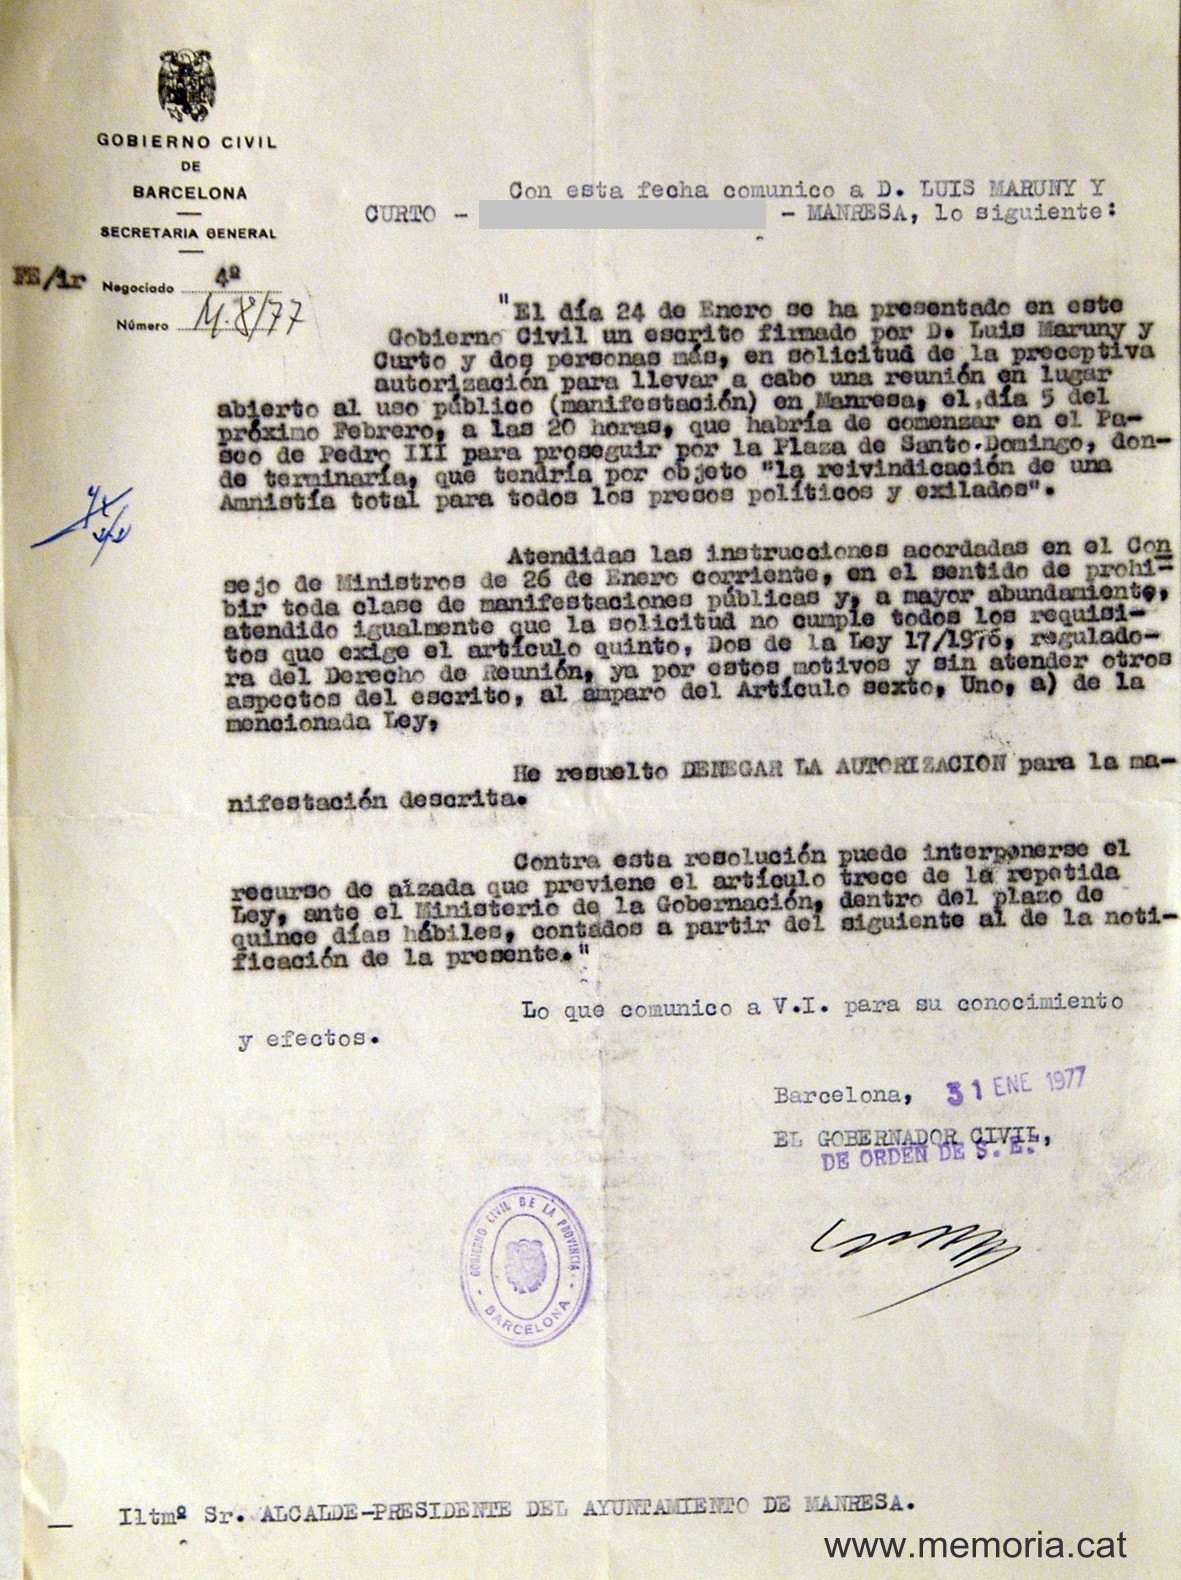 GOBIERNO CIVIL
DE
BARCELONA
SECRETARIA GENERAL
FE/ir Negociado 4º
Número M.8/77
Con esta fecha comunico a D. LUIS MARUNY Y
CURTO - - MANRESA, lo siguiente:
"El día 24 de Enero se ha presentado en este
Gobierno Civil un escrito firmado por D. Luis Maruny y
Curto y dos personas más, en solicitud de la preceptiva
autorización para llevar a cabo una reunión en lugar
abierto al uso público (manifestación) en Manresa, el día 5 del
próximo Febrero, a las 20 horas, que habría de comenzar en el Pa-
seo de Pedro III para proseguir por la Plaza de Santo Domingo, don-
de terminaría, que tendría por objeto "la reivindicación de una
Amnistía total para todos los presos políticos y exilados".
Atendidas las instrucciones acordadas en el Con
sejo de Ministros de 26 de Enero corriente, en el sentido de prohi-
bir toda clase de manifestaciones públicas y, a mayor abundamiento,
atendido igualmente que la solicitud no cumple todos los requisi-
tos que exige el artículo quinto, Dos de la Ley 17/1976, regulado-
ra del Derecho de Reunión, ya por estos motivos y sin atender otros
aspectos del escrito, al amparo del Artículo sexto, Uno, a) de la
mencionada Ley,
He resuelto DENEGAR LA AUTORIZACION para la ma-
nifestación descrita.
Contra esta resolución puede interponerse el
recurso de alzada que previene el artículo trece de la repetida
Ley, ante el Ministerio de la Gobernación, dentro del plazo de
quince días hábiles, contados a partir del siguiente al de la noti-
ficación de la presente."
Lo que comunico a V.I. para su conocimiento
y efectos.
Barcelona, 31 ENE 1977
EL GOBERNADOR CIVIL,
DE ORDEN DE S. E.
GOBIERNO CIVIL DE LA PROVINCIA
- BARCELONA -
Iltmº Sr. ALCALDE-PRESIDENTE DEL AYUNTAMIENTO DE MANRESA.
www.memoria.cat